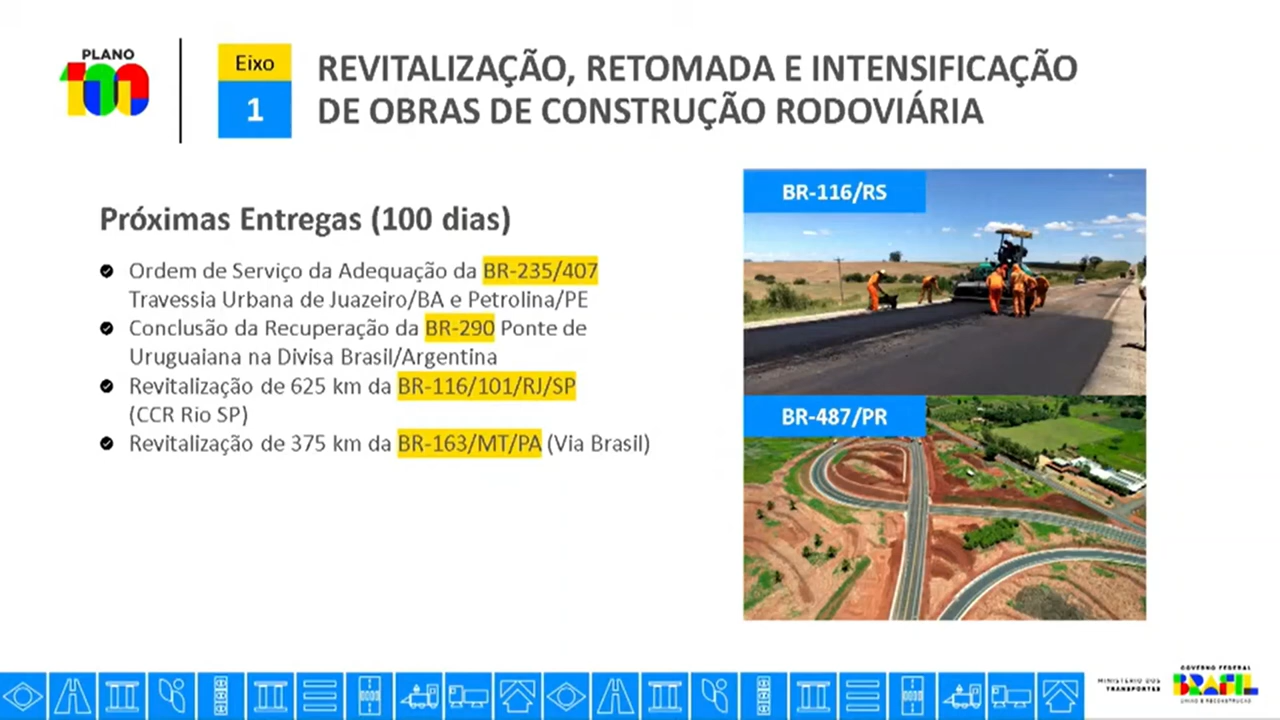 PLANO
100
Eixo
1
REVITALIZAÇÃO, RETOMADA E INTENSIFICAÇÃO
DE OBRAS DE CONSTRUÇÃO RODOVIÁRIA
Próximas Entregas (100 dias)
Ordem de Serviço da Adequação da BR-235/407
Travessia Urbana de Juazeiro/BA e Petrolina/PE
Conclusão da Recuperação da BR-290 Ponte de
Uruguaiana na Divisa Brasil/Argentina
Revitalização de 625 km da BR-116/101/RJ/SP
(CCR Rio SP)
Revitalização de 375 km da BR-163/MT/PA (Via Brasil)
BR-116/RS
BR-487/PR
MINISTÉRIO DOS
TRANSPORTES
GOVERNO FEDERAL
BRASIL
UNIÃO E RECONSTRUÇÃO